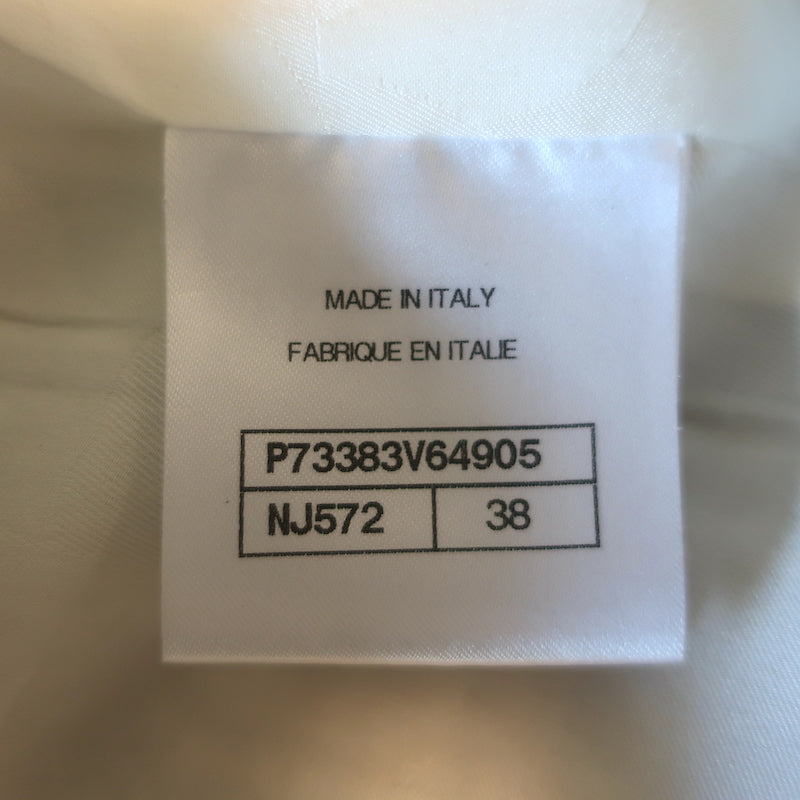 MADE IN ITALY
FABRIQUE EN ITALIE
P73383V64905
NJ572 38